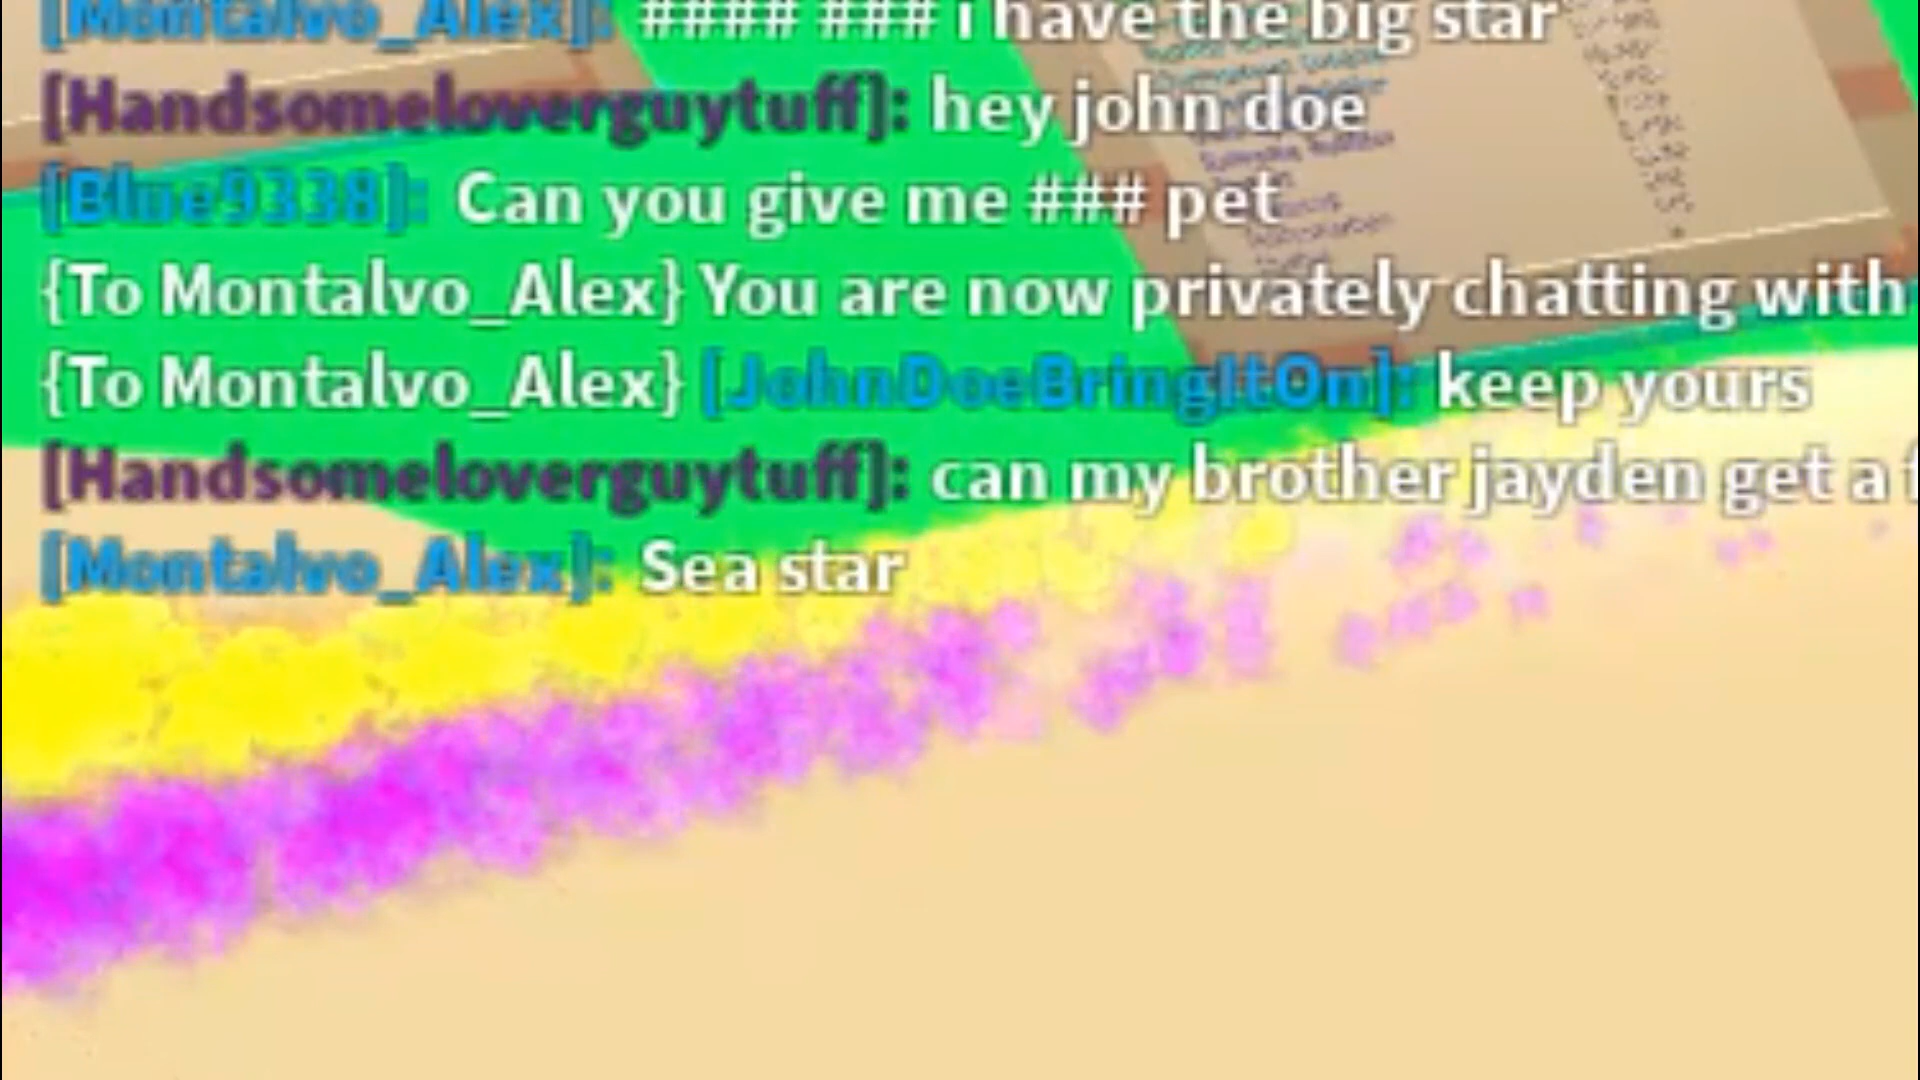 [Montalvo_Alex]: #### ### i have the big star
[Handsomeloverguytuff]: hey john doe
[Blue9338]: Can you give me ### pet
{To Montalvo_Alex} You are now privately chatting with
{To Montalvo_Alex} [JohnDoeBringItOn]: keep yours
[Handsomeloverguytuff]: can my brother jayden get a
[Montalvo_Alex]: Sea star